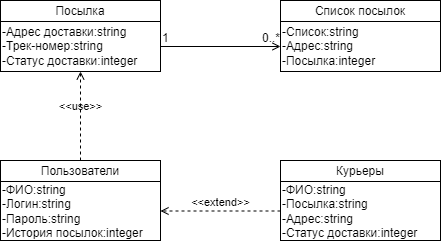 Посылка
-Адрес доставки:string
-Трек-номер:string
-Статус доставки:integer
1
0..*
Список посылок
-Список:string
-Адрес:string
-Посылка:integer
<<use>>
Пользователи
-ФИО:string
-Логин:string
-Пароль:string
-История посылок:integer
<<extend>>
Курьеры
-ФИО:string
-Посылка:string
-Адрес:string
-Статус доставки:integer